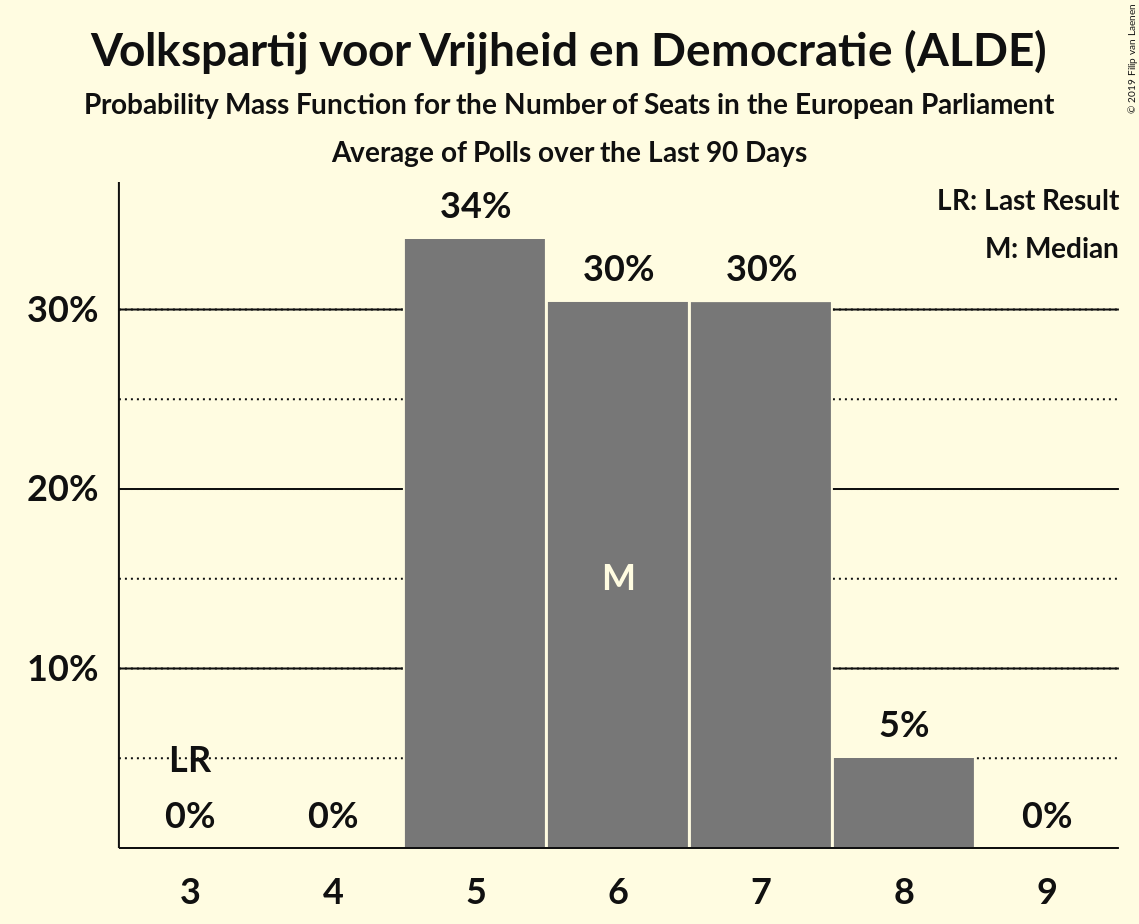 Volkspartij voor Vrijheid en Democratie (ALDE)
Probability Mass Function for the Number of Seats in the European Parliament
Average of Polls over the Last 90 Days
© 2019 Filip van Laenen
LR: Last Result
M: Median
34%
30%
30%
30%
20%
M
10%
5%
LR
0%
0%
0%
3
4
5
6
7
8
9